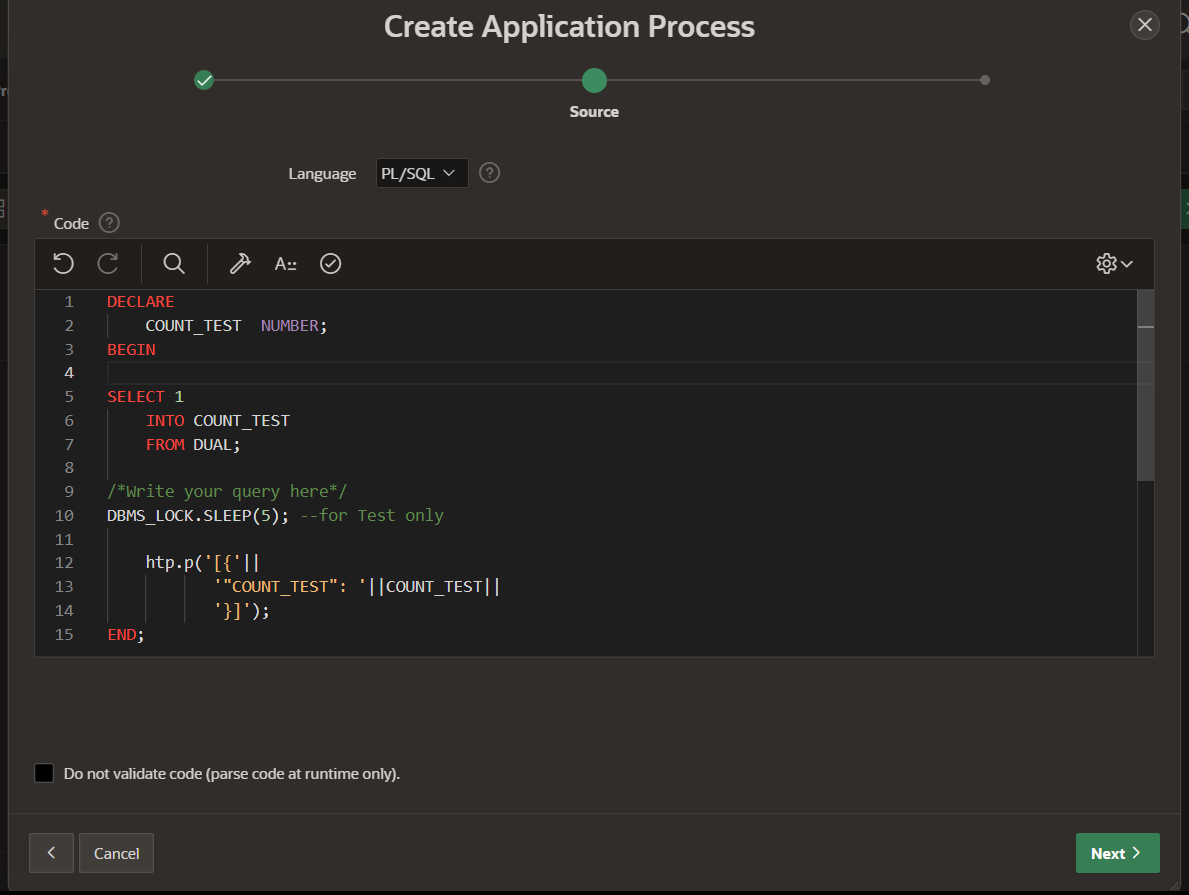 Create Application Process
Source
Language PL/SQL
* Code
A::
1 DECLARE
2 COUNT_TEST NUMBER;
3 BEGIN
4
5 SELECT 1
6 INTO COUNT_TEST
7 FROM DUAL;
8
9 /*Write your query here*/
10 DBMS_LOCK.SLEEP(5); --for Test only
11
12 htp.p('[{'||
13 '"COUNT_TEST": '||COUNT_TEST||
14 '}]');
15 END;
Do not validate code (parse code at runtime only).
Cancel
Next